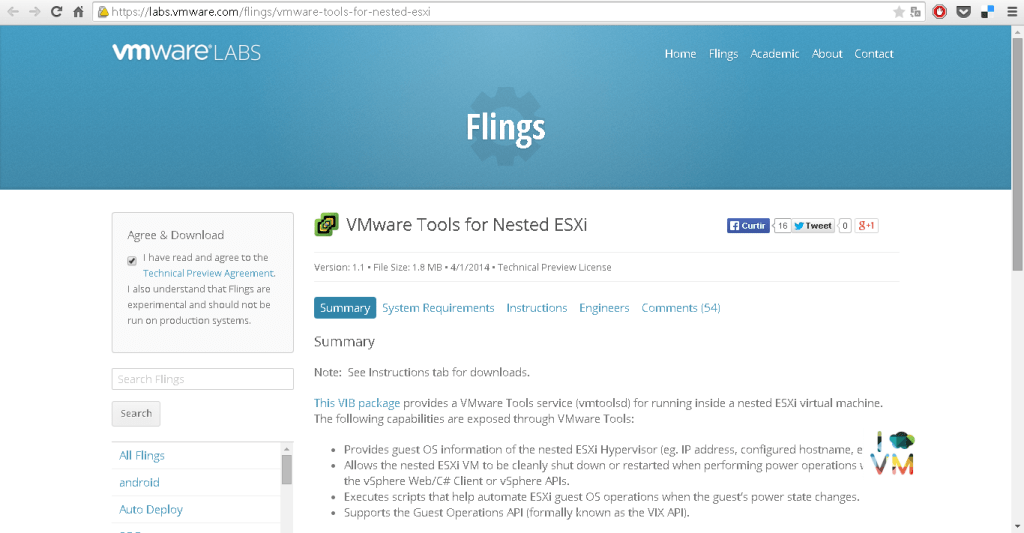 https://labs.vmware.com/flings/vmware-tools-for-nested-esxi
vmware LABS
Home Flings Academic About Contact
Flings
Agree & Download
I have read and agree to the
Technical Preview Agreement.
I also understand that Flings are
experimental and should not be
run on production systems.
Search Flings
Search
All Flings
android
Auto Deploy
VMware Tools for Nested ESXi
Curtir 16 Tweet 0 g+1
Version: 1.1 • File Size: 1.8 MB • 4/1/2014 • Technical Preview License
Summary System Requirements Instructions Engineers Comments (54)
Summary
Note: See Instructions tab for downloads.
This VIB package provides a VMware Tools service (vmtoolsd) for running inside a nested ESXi virtual machine.
The following capabilities are exposed through VMware Tools:
• Provides guest OS information of the nested ESXi Hypervisor (eg. IP address, configured hostname, e
• Allows the nested ESXi VM to be cleanly shut down or restarted when performing power operations
the vSphere Web/C# Client or vSphere APIs.
• Executes scripts that help automate ESXi guest OS operations when the guest's power state changes.
• Supports the Guest Operations API (formally known as the VIX API).
I
VM